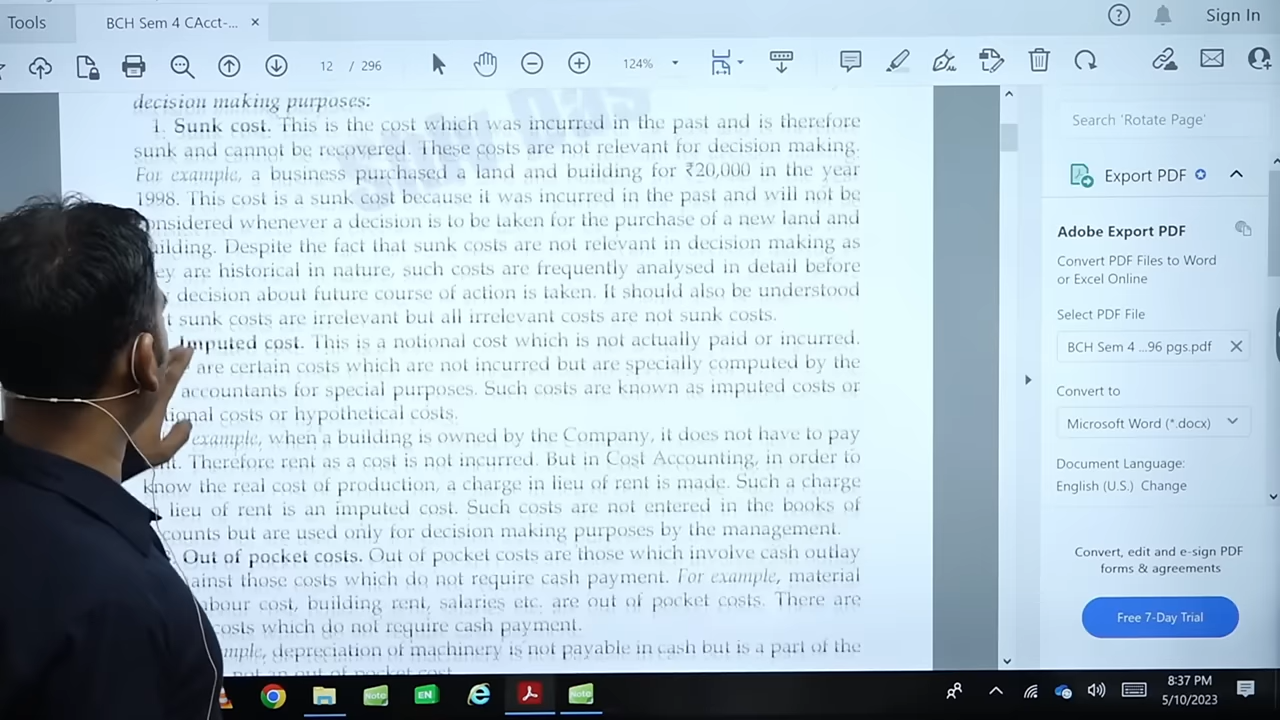 Tools
BCH Sem 4 CAcct-... ×
Sign In
12 / 296
124%
decision making purposes:
1. Sunk cost. This is the cost which was incurred in the past and is therefore
sunk and cannot be recovered. These costs are not relevant for decision making.
For example, a business purchased a land and building for ₹20,000 in the year
1998. This cost is a sunk cost because it was incurred in the past and will not be
onsidered whenever a decision is to be taken for the purchase of a new land and
uilding. Despite the fact that sunk costs are not relevant in decision making as
ey are historical in nature, such costs are frequently analysed in detail before
decision about future course of action is taken. It should also be understood
t sunk costs are irrelevant but all irrelevant costs are not sunk costs.
Imputed cost. This is a notional cost which is not actually paid or incurred.
are certain costs which are not incurred but are specially computed by the
accountants for special purposes. Such costs are known as imputed costs or
tional costs or hypothetical costs.
example, when a building is owned by the Company, it does not have to pay
nt. Therefore rent as a cost is not incurred. But in Cost Accounting, in order to
know the real cost of production, a charge in lieu of rent is made. Such a charge
lieu of rent is an imputed cost. Such costs are not entered in the books of
counts but are used only for decision making purposes by the management.
Out of pocket costs. Out of pocket costs are those which involve cash outlay
ainst those costs which do not require cash payment. For example, material
abour cost, building rent, salaries etc. are out of pocket costs. There are
costs which do not require cash payment.
mple, depreciation of machinery is not payable in cash but is a part of the
not an out of pocket cost
Search 'Rotate Page'
Export PDF
Adobe Export PDF
Convert PDF Files to Word
or Excel Online
Select PDF File
BCH Sem 4 ...96 pgs.pdf
Convert to
Microsoft Word (*.docx)
Document Language:
English (U.S.) Change
Convert, edit and e-sign PDF
forms & agreements
Free 7-Day Trial
Note
EN
Note
8:37 PM
5/10/2023